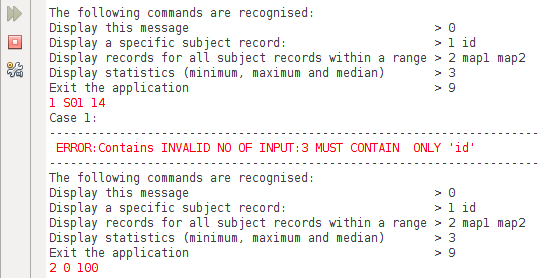 The following commands are recognised:
Display this message > 0
Display a specific subject record: > 1 id
Display records for all subject records within a range > 2 map1 map2
Display statistics (minimum, maximum and median) > 3
Exit the application > 9
1 S01 14
Case 1:
--------------------------------------------------------------------
ERROR:Contains INVALID NO OF INPUT:3 MUST CONTAIN  ONLY 'id'
--------------------------------------------------------------------
The following commands are recognised:
Display this message > 0
Display a specific subject record: > 1 id
Display records for all subject records within a range > 2 map1 map2
Display statistics (minimum, maximum and median) > 3
Exit the application > 9
2 0 100